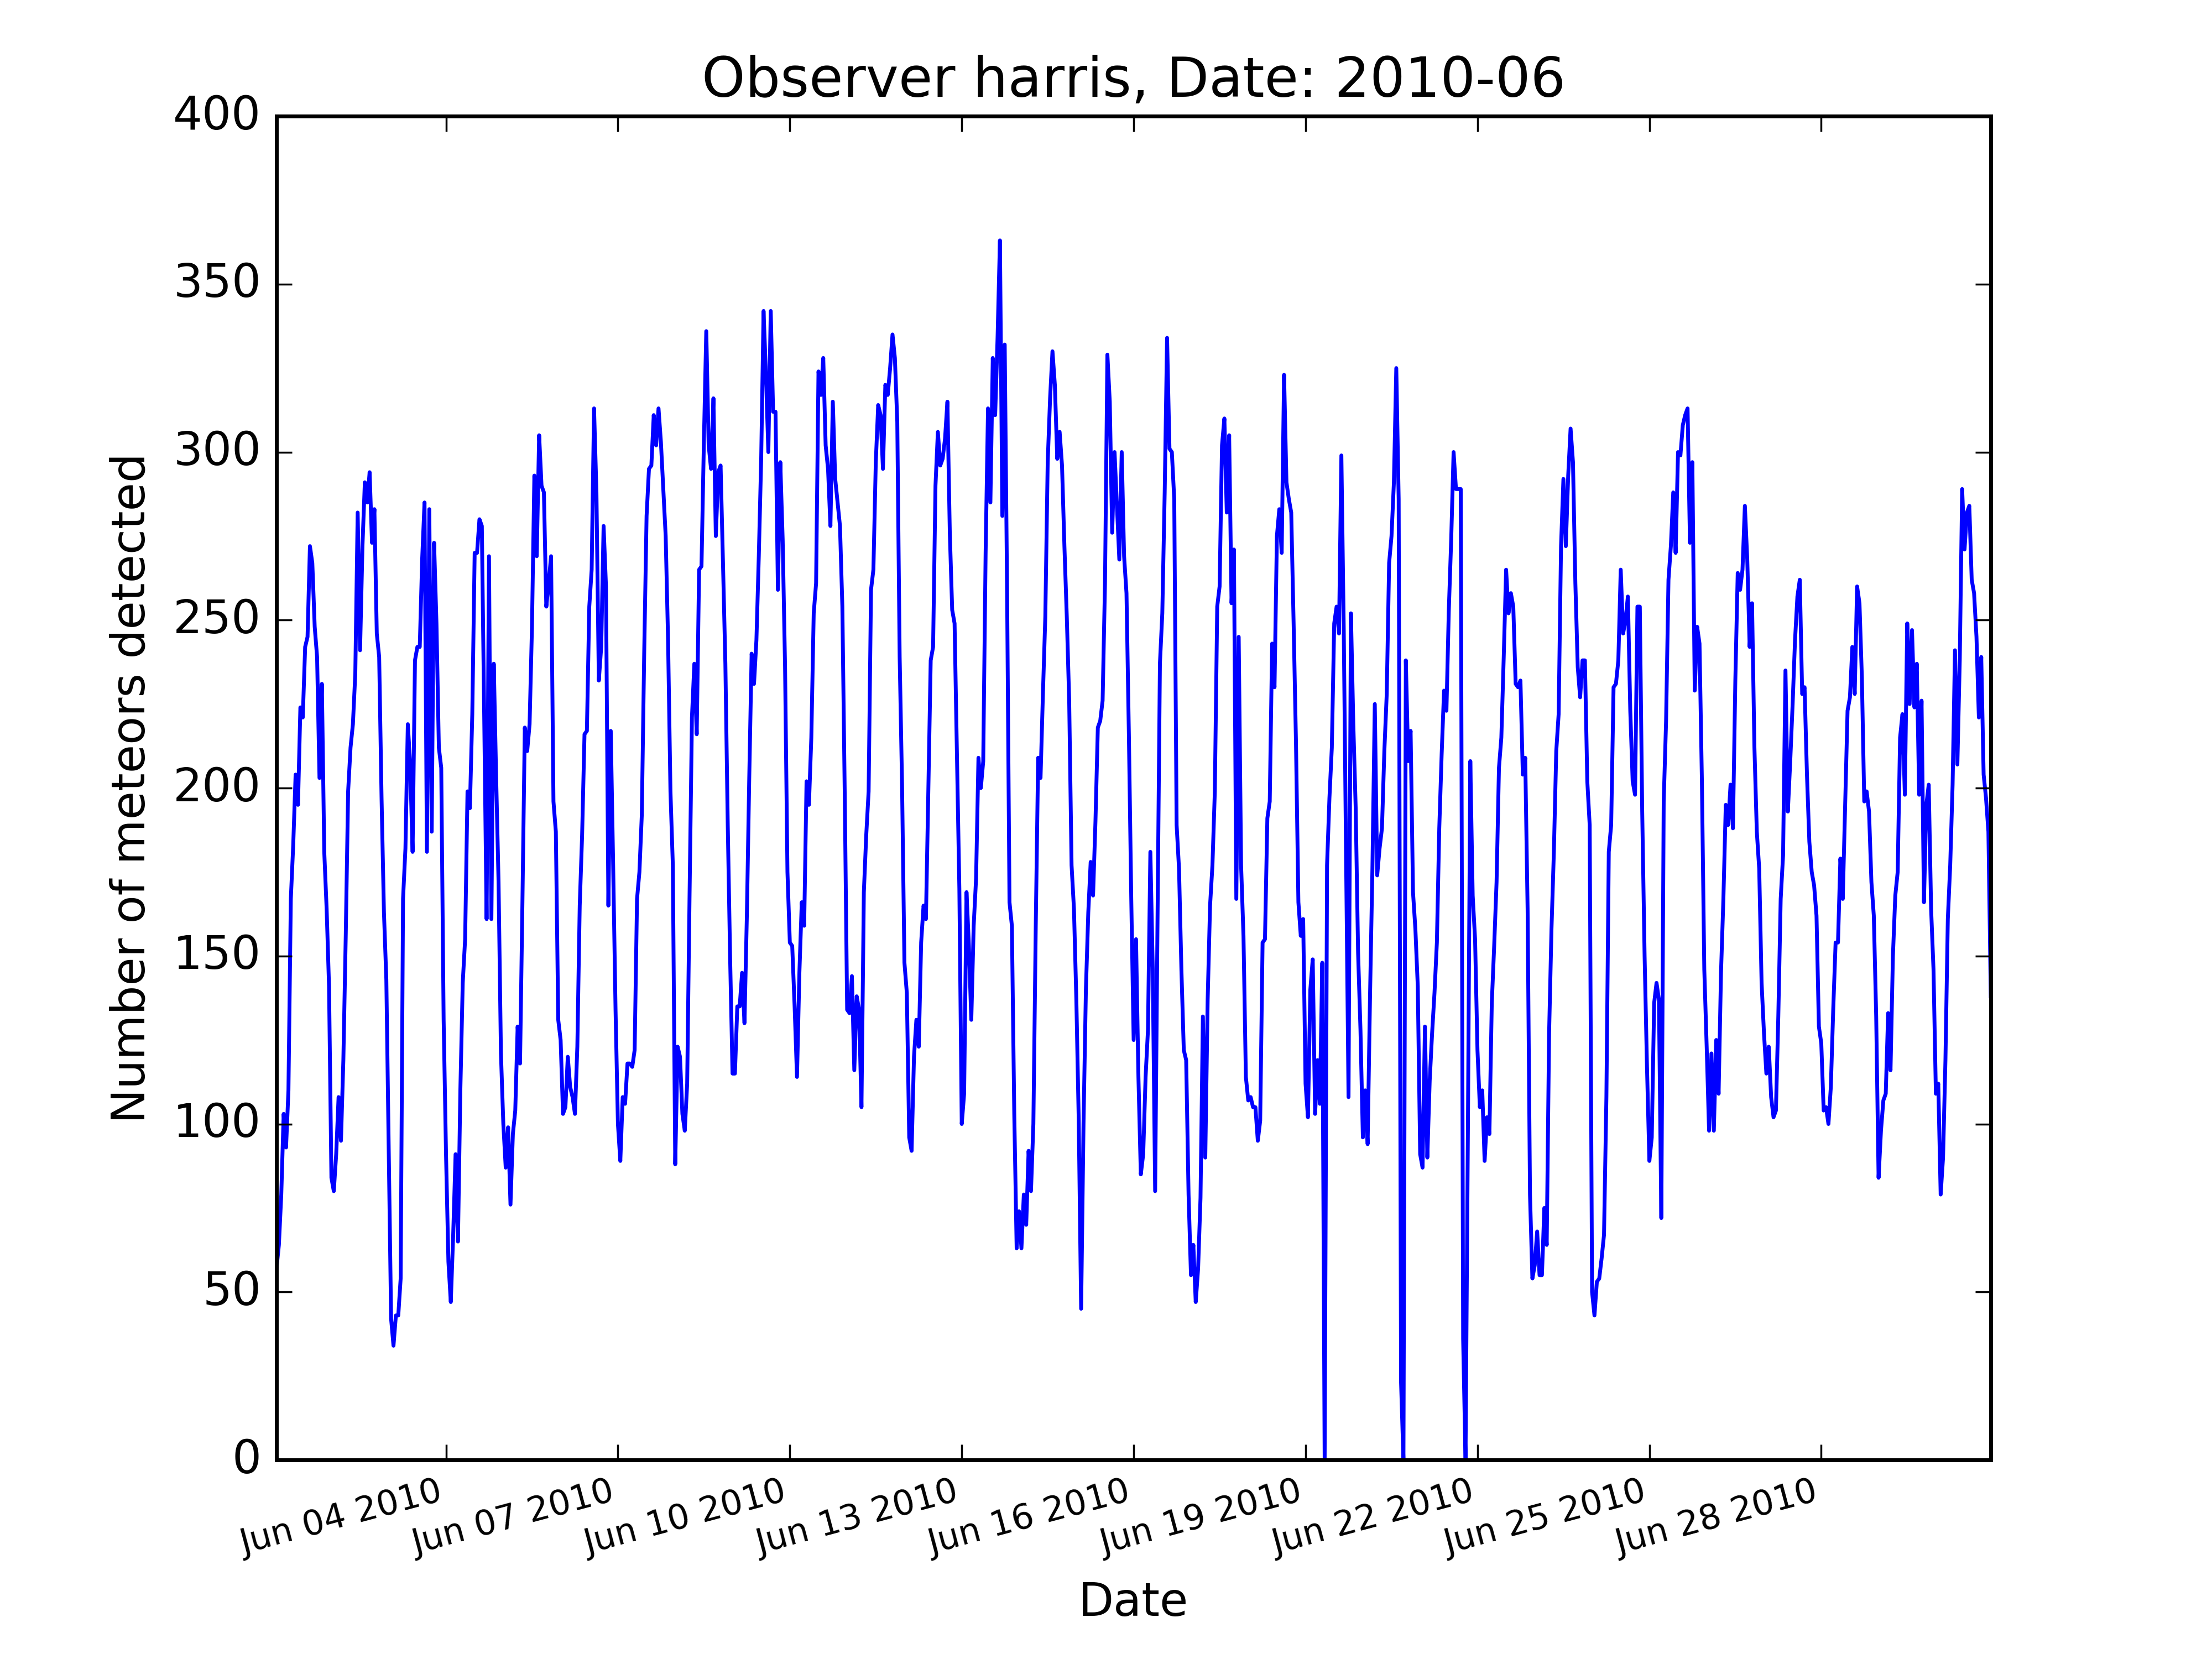 Observer harris, Date: 2010-06
400
350
300
250
200
150
100
50
0
Number of meteors detected
Jun 04 2010
Jun 07 2010
Jun 10 2010
Jun 13 2010
Jun 16 2010
Jun 19 2010
Jun 22 2010
Jun 25 2010
Jun 28 2010
Date